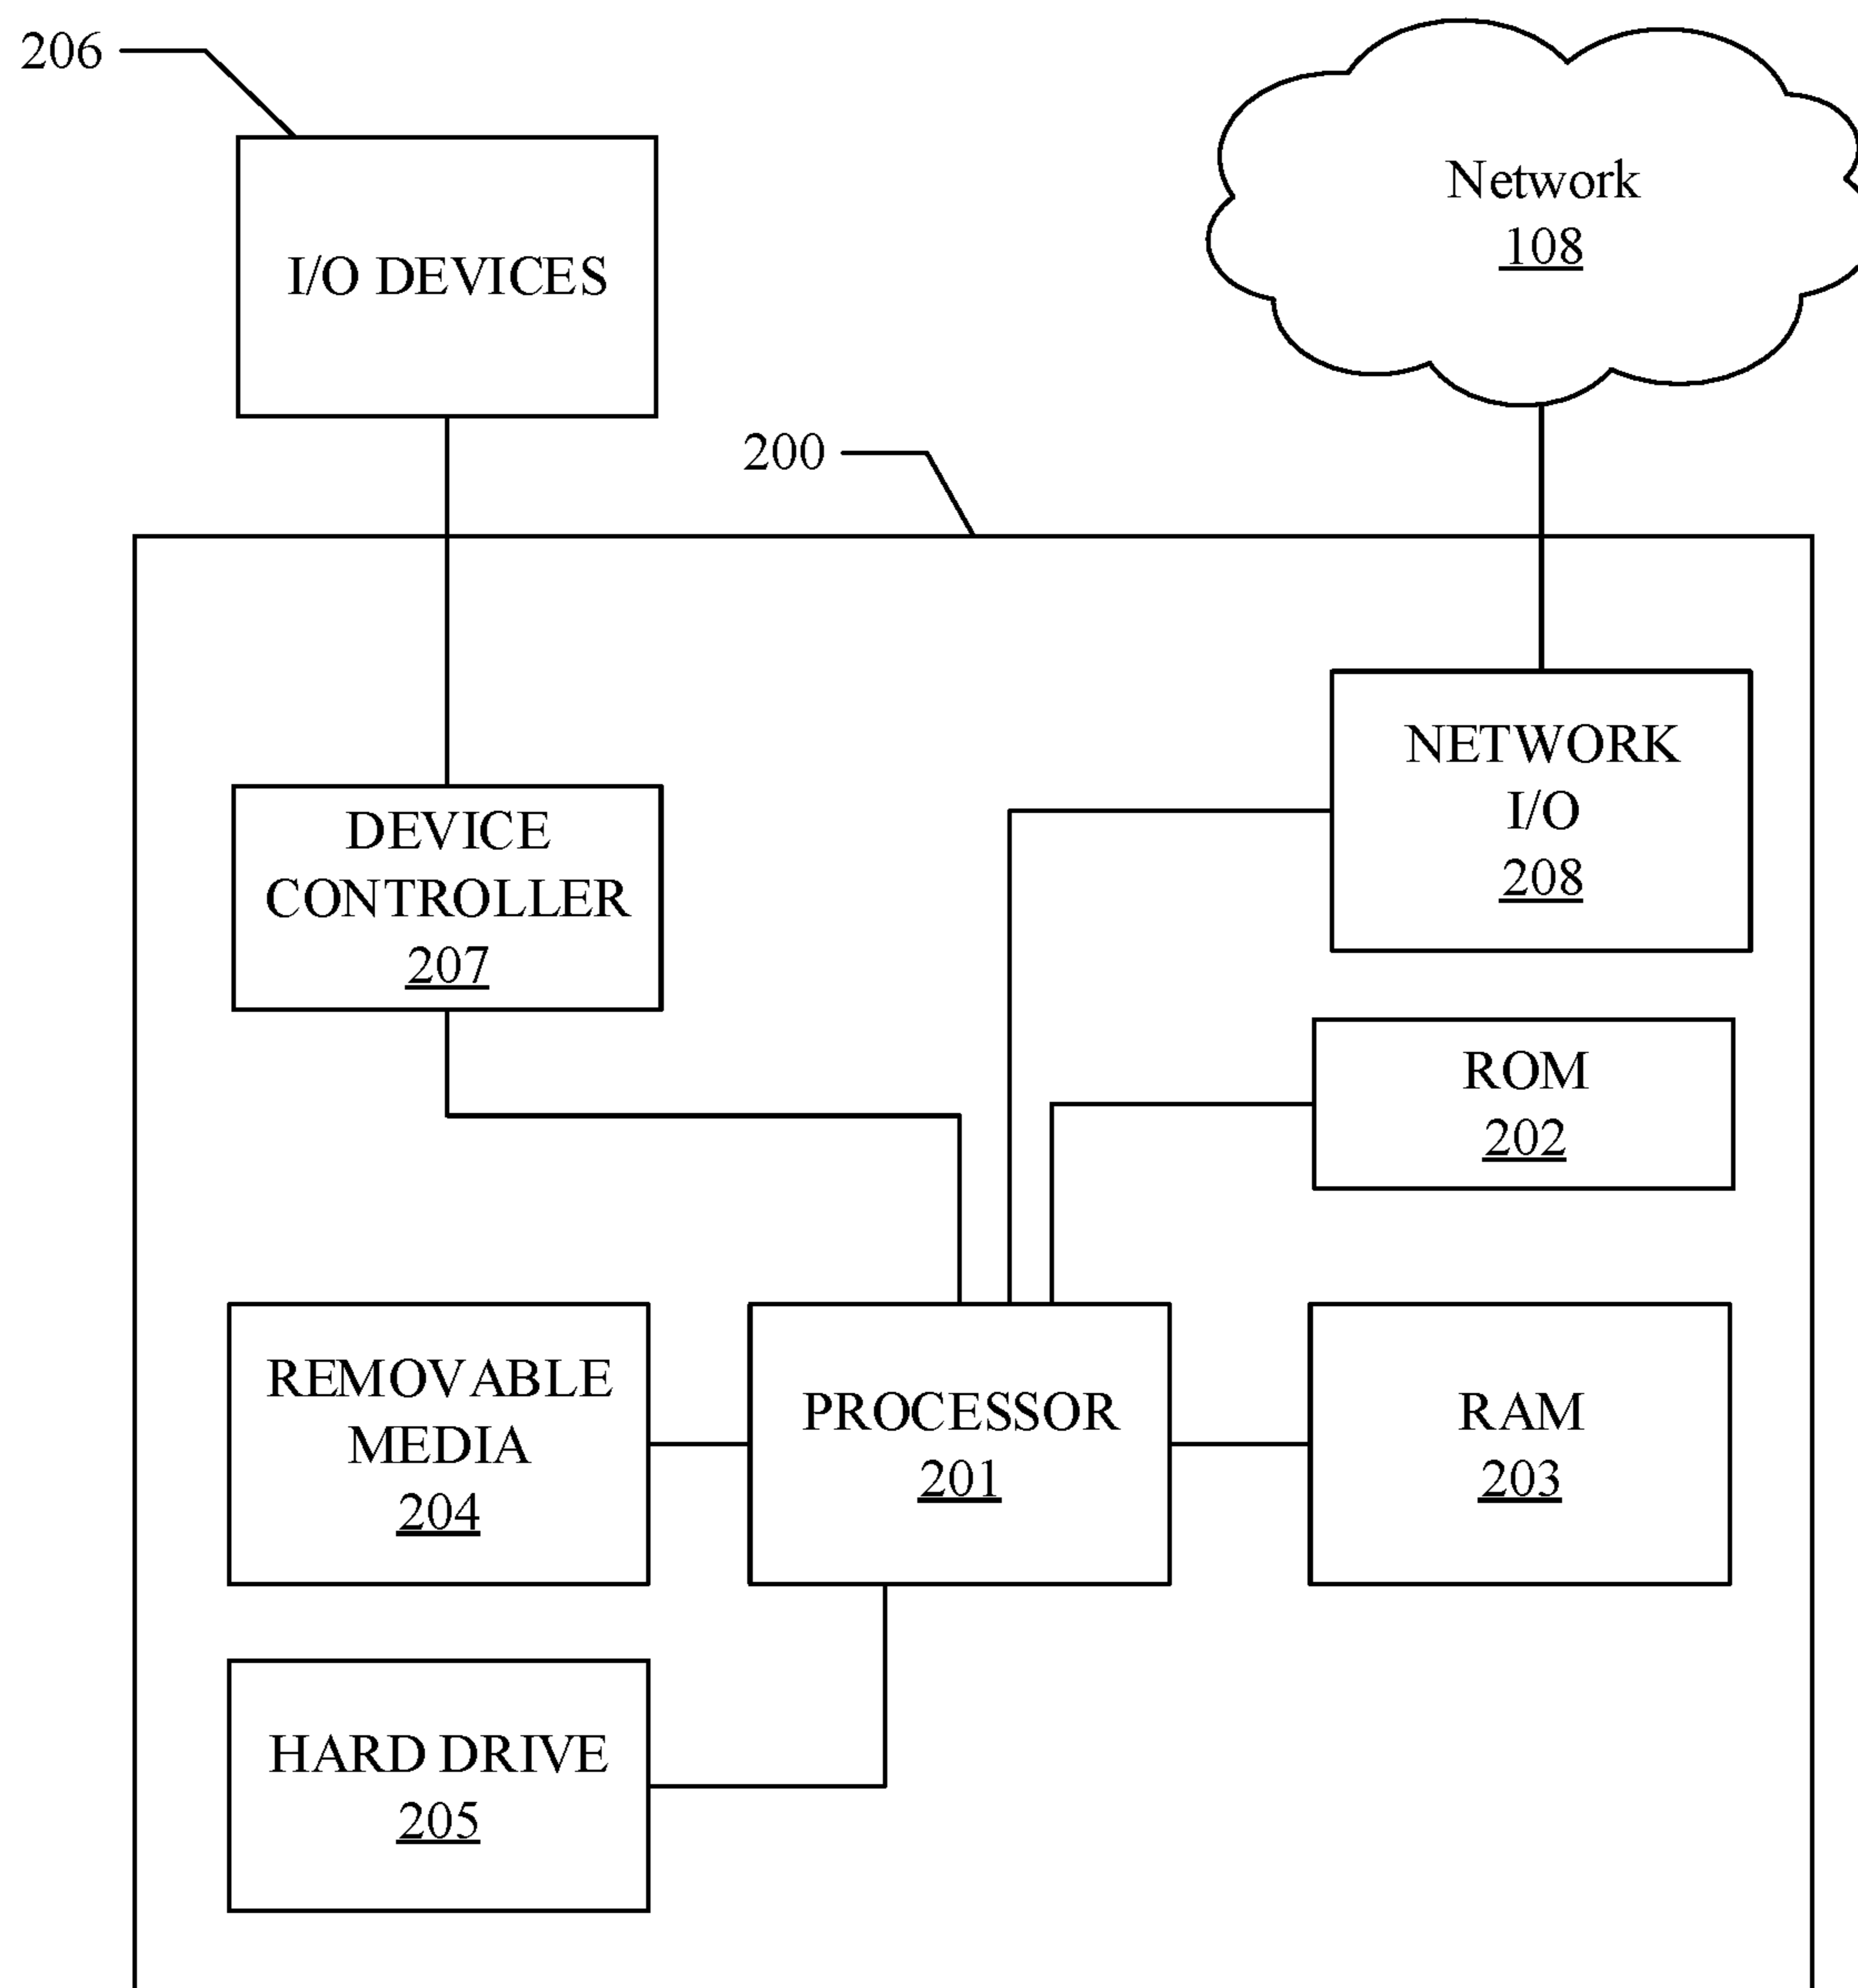 206
I/O DEVICES
Network
108
200
NETWORK
I/O
208
DEVICE
CONTROLLER
207
ROM
202
REMOVABLE
MEDIA
204
PROCESSOR
201
RAM
203
HARD DRIVE
205